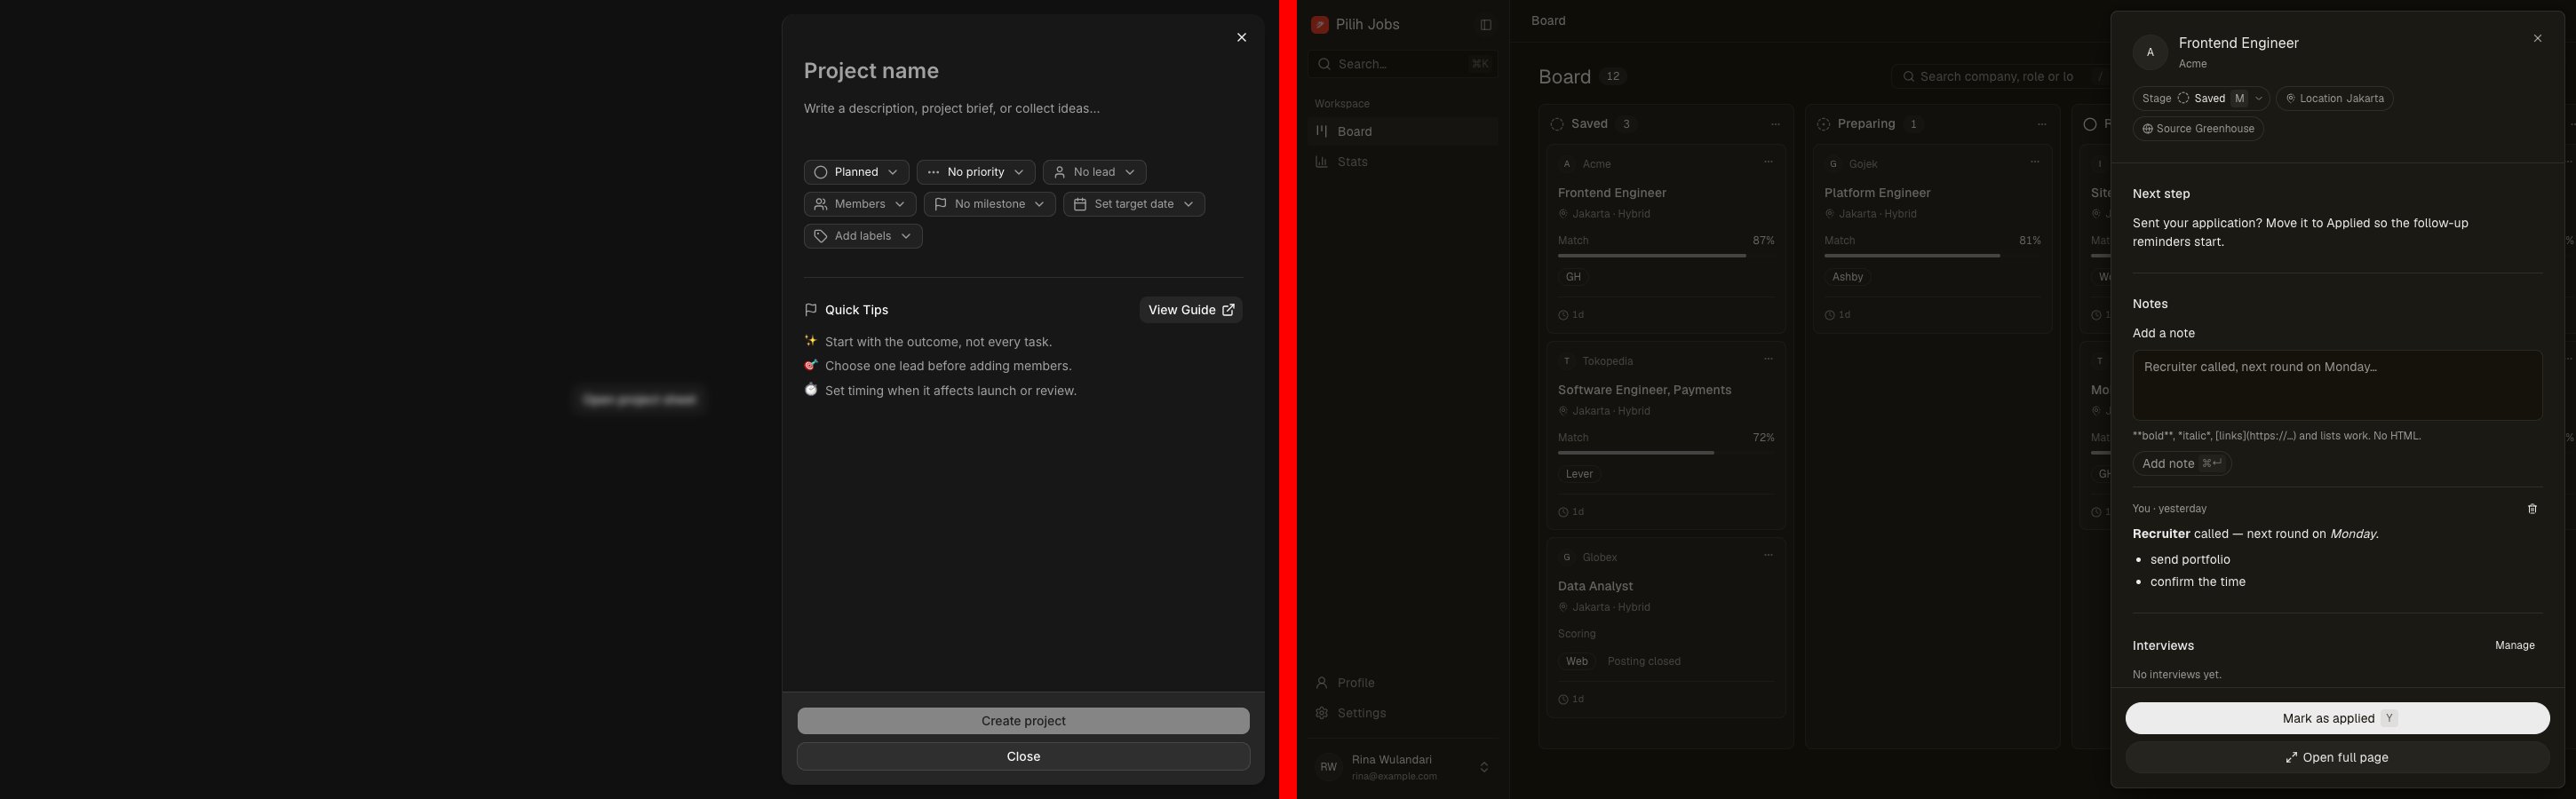 Project name
Write a description, project brief, or collect ideas...
Planned
No priority
No lead
Members
No milestone
Set target date
Add labels
Quick Tips
View Guide
Start with the outcome, not every task.
Choose one lead before adding members.
Set timing when it affects launch or review.
Create project
Close
Open project sheet
Pilih Jobs
Search...
⌘K
Workspace
Board
Stats
Profile
Settings
RW
Rina Wulandari
rina@example.com
Board
Board 12
Search company, role or lo /
Saved 3
A Acme
Frontend Engineer
Jakarta · Hybrid
Match 87%
GH
1d
T Tokopedia
Software Engineer, Payments
Jakarta · Hybrid
Match 72%
Lever
1d
G Globex
Data Analyst
Jakarta · Hybrid
Scoring
Web Posting closed
1d
Preparing 1
G Gojek
Platform Engineer
Jakarta · Hybrid
Match 81%
Ashby
1d
A
Frontend Engineer
Acme
Stage Saved M
Location Jakarta
Source Greenhouse
Next step
Sent your application? Move it to Applied so the follow-up
reminders start.
Notes
Add a note
Recruiter called, next round on Monday…
**bold**, *italic*, [links](https://…) and lists work. No HTML.
Add note ⌘↵
You · yesterday
Recruiter called — next round on Monday.
• send portfolio
• confirm the time
Interviews
Manage
No interviews yet.
Mark as applied Y
Open full page